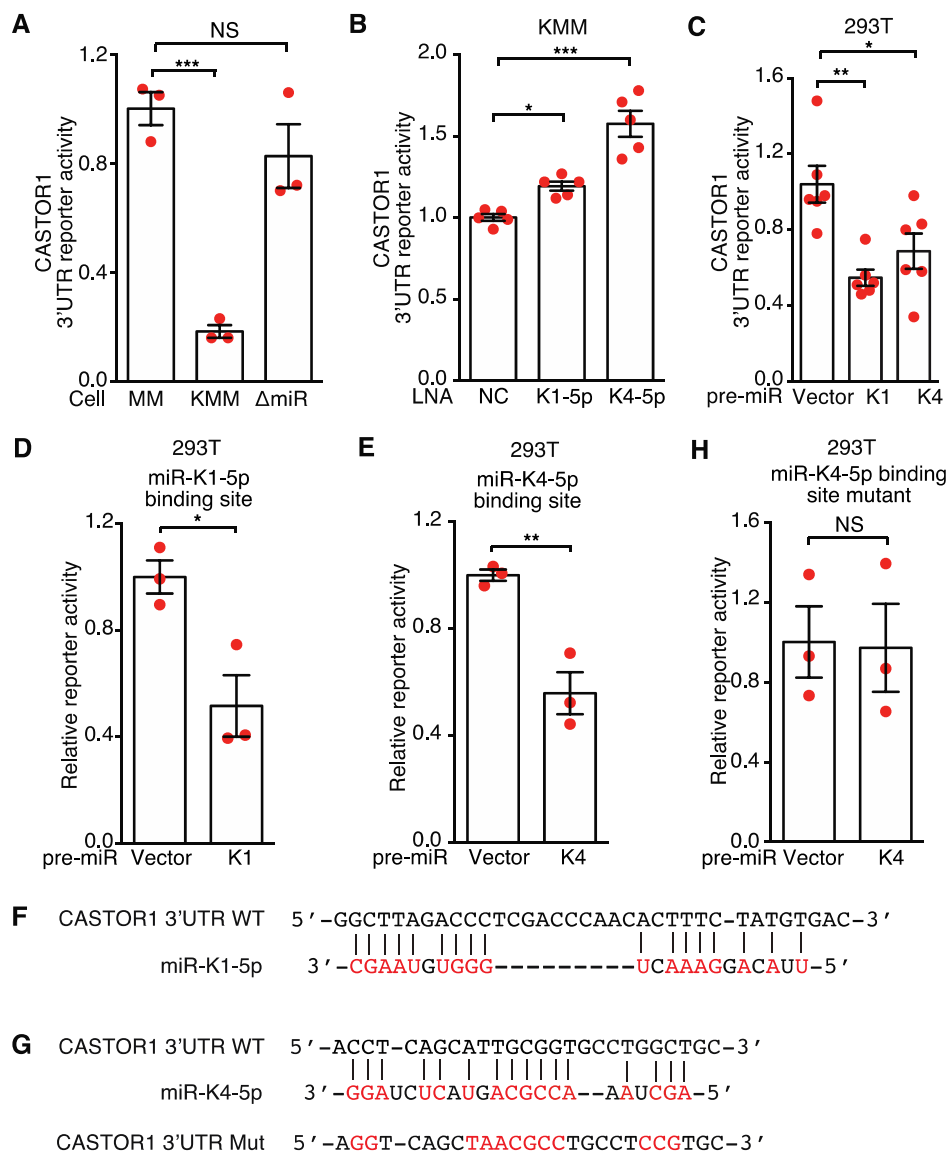 A
NS
***
CASTOR1
3'UTR reporter activity
1.2
0.8
0.4
0.0
Cell MM KMM ΔmiR
B
KMM
***
*
CASTOR1
3'UTR reporter activity
2.0
1.5
1.0
0.0
LNA NC K1-5p K4-5p
C
293T
*
**
CASTOR1
3'UTR reporter activity
1.6
1.0
0.6
0.4
0.0
pre-miR Vector K1 K4
D
293T
miR-K1-5p
binding site
*
Relative reporter activity
1.2
0.8
0.4
0.0
pre-miR Vector K1
E
293T
miR-K4-5p
binding site
**
Relative reporter activity
1.2
0.8
0.4
0.0
pre-miR Vector K4
H
293T
miR-K4-5p binding
site mutant
NS
Relative reporter activity
1.6
1.2
0.8
0.4
0.0
pre-miR Vector K4
F
CASTOR1 3'UTR WT 5'-GGCTTAGACCCTCGACCCAACACTTTC-TATGTGAC-3'
miR-K1-5p 3'-CGAAUGUGGG-----------UCAAAGGACAUU-5'
G
CASTOR1 3'UTR WT 5'-ACCT-CAGCATTGCGGTGCCTGGCTGC-3'
miR-K4-5p 3'-GGAUCUCAUGACGCCA--AAUCGA-5'
CASTOR1 3'UTR Mut 5'-AGGT-CAGCTAACGCCTGCCTCCGTGC-3'